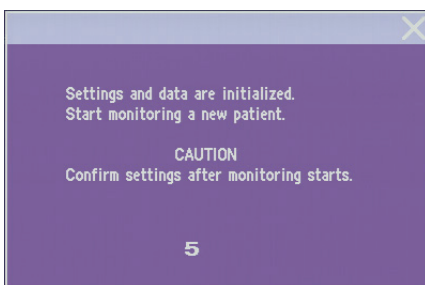 Settings and data are initialized.
Start monitoring a new patient.
CAUTION
Confirm settings after monitoring starts.
5